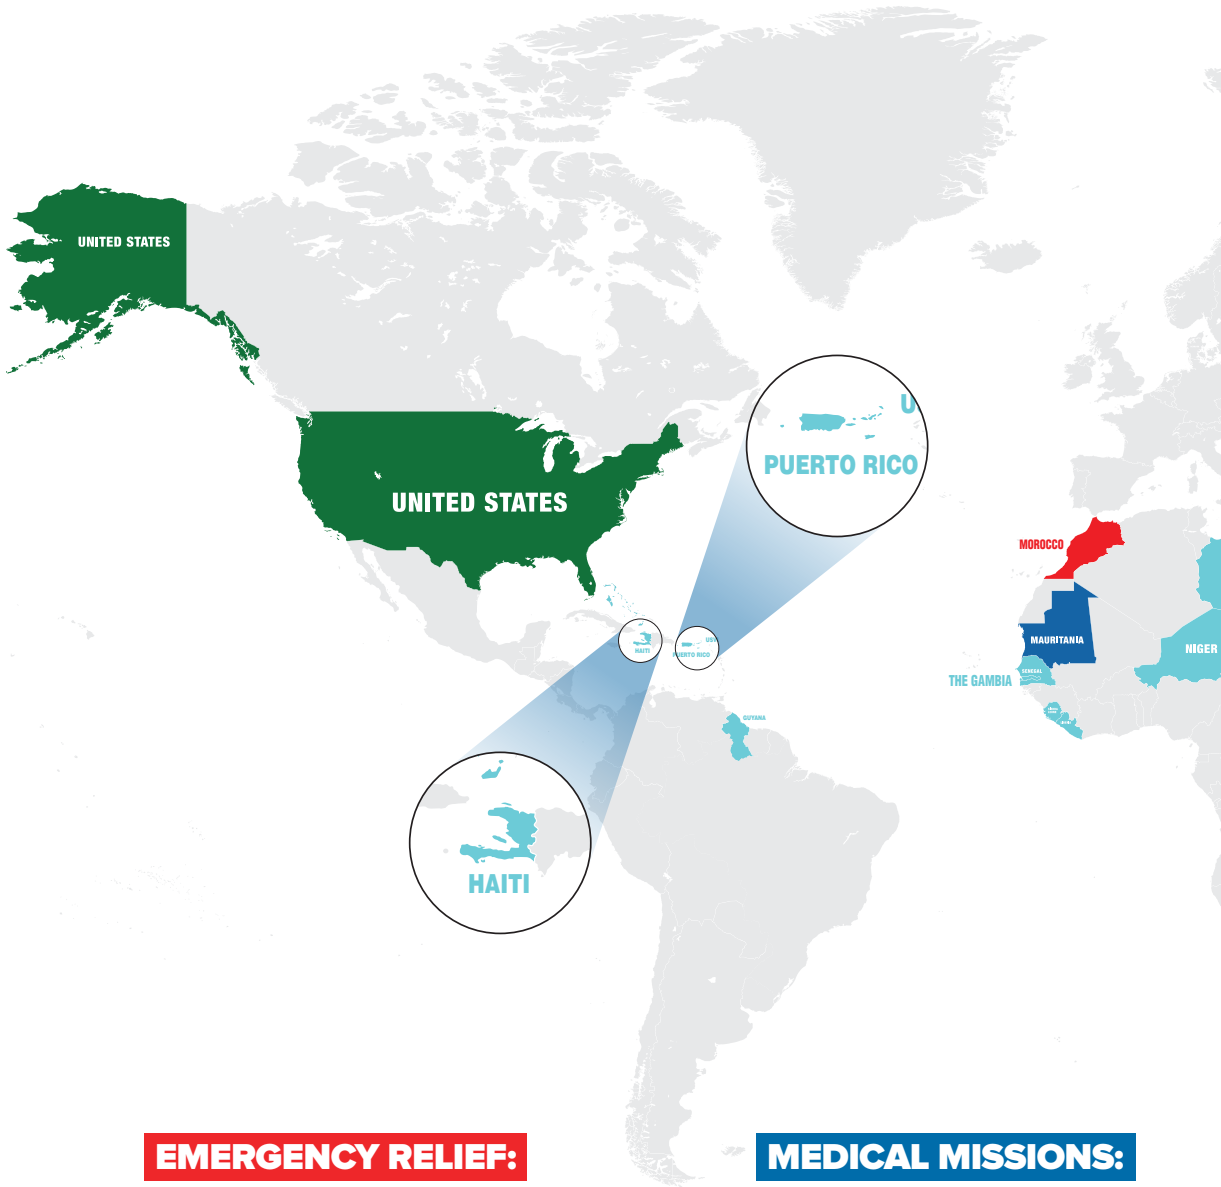 UNITED STATES
UNITED STATES
U
PUERTO RICO
MOROCCO
MAURITANIA
NIGER
SENEGAL
THE GAMBIA
HAITI
PUERTO RICO
GUYANA
HAITI
EMERGENCY RELIEF:
MEDICAL MISSIONS: